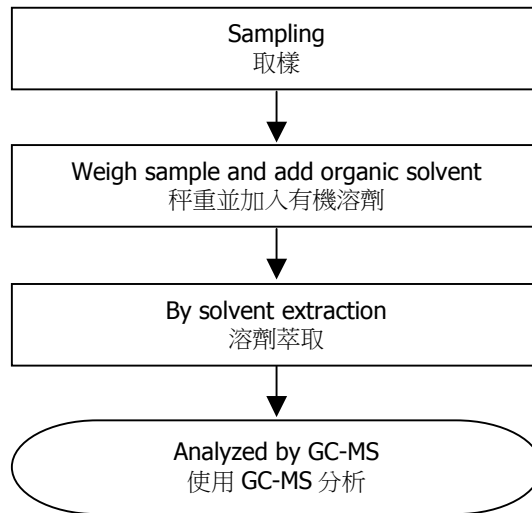 Sampling
取樣
Weigh sample and add organic solvent
秤重並加入有機溶劑
By solvent extraction
溶劑萃取
Analyzed by GC-MS
使用 GC-MS 分析